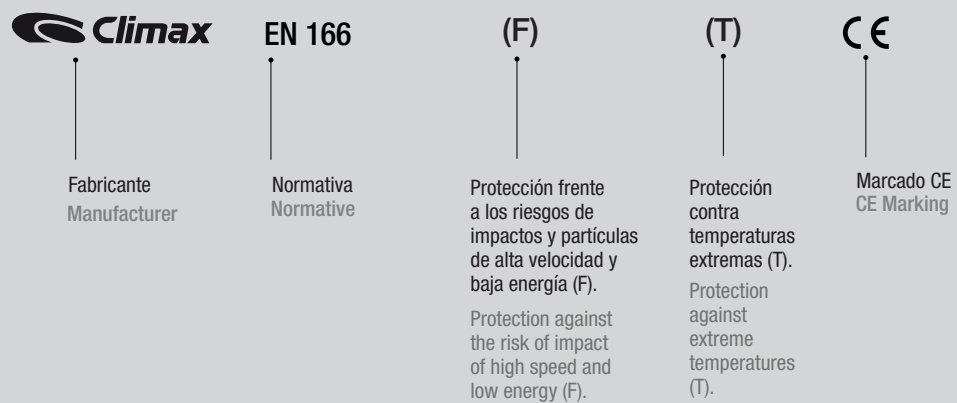 Climax
EN 166
(F)
(T)
CE
Fabricante
Manufacturer
Normativa
Normative
Protección frente
a los riesgos de
impactos y partículas
de alta velocidad y
baja energía (F).
Protection against
the risk of impact
of high speed and
low energy (F).
Protección
contra
temperaturas
extremas (T).
Protection
against
extreme
temperatures
(T).
Marcado CE
CE Marking